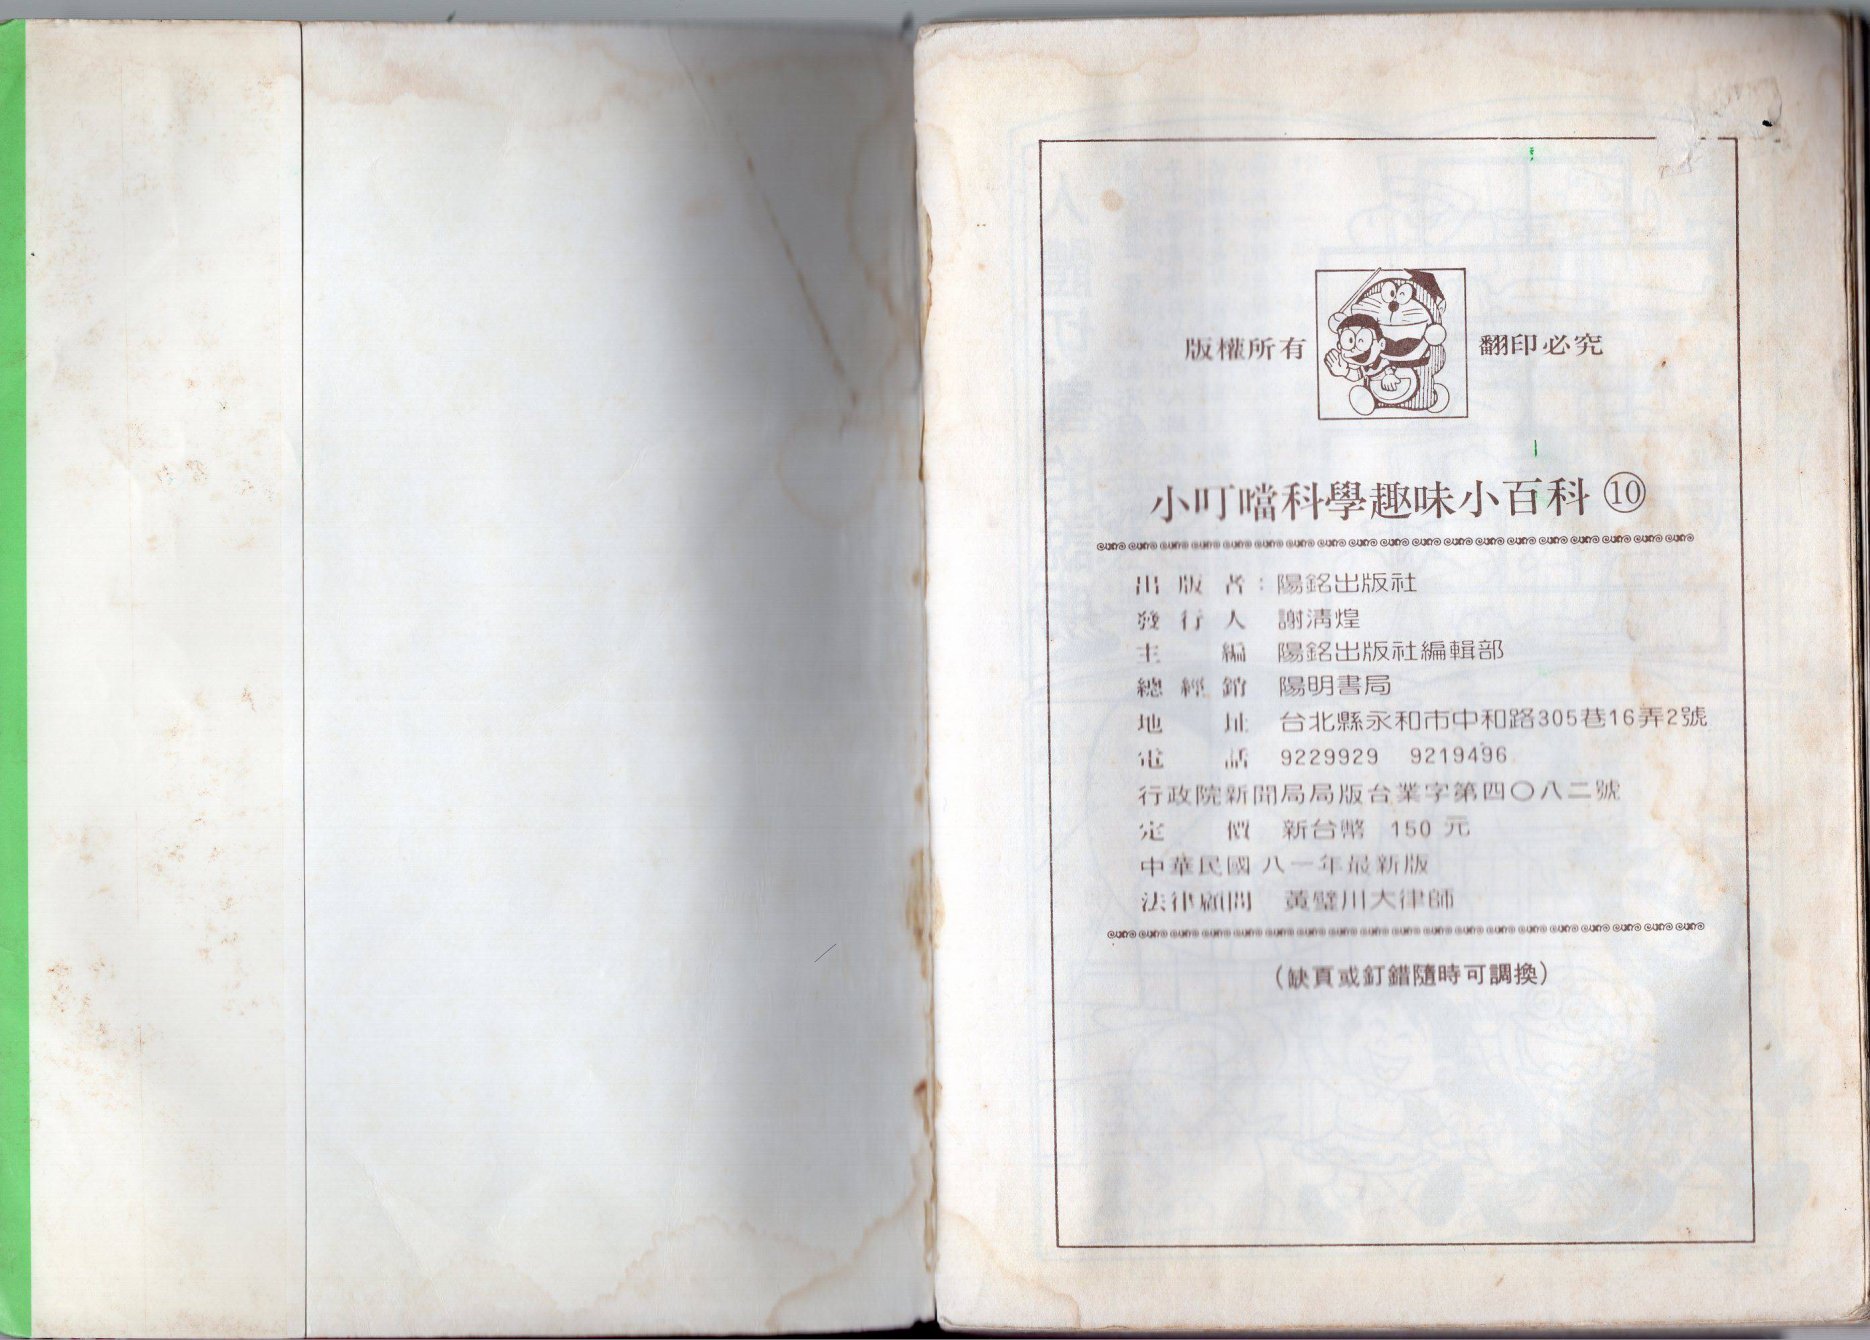 版權所有 翻印必究
小叮噹科學趣味小百科⑩
出版者：陽銘出版社
發行人 謝清煌
主編 陽銘出版社編輯部
總經銷 陽明書局
地址 台北縣永和市中和路305巷16弄2號
電話 9229929 9219496
行政院新聞局局版台業字第四〇八二號
定價 新台幣 150 元
中華民國八一年最新版
法律顧問 黃璧川大律師
（缺頁或釘錯隨時可調換）